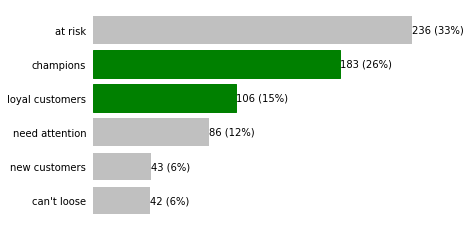 at risk 236 (33%)
champions 183 (26%)
loyal customers 106 (15%)
need attention 86 (12%)
new customers 43 (6%)
can't loose 42 (6%)